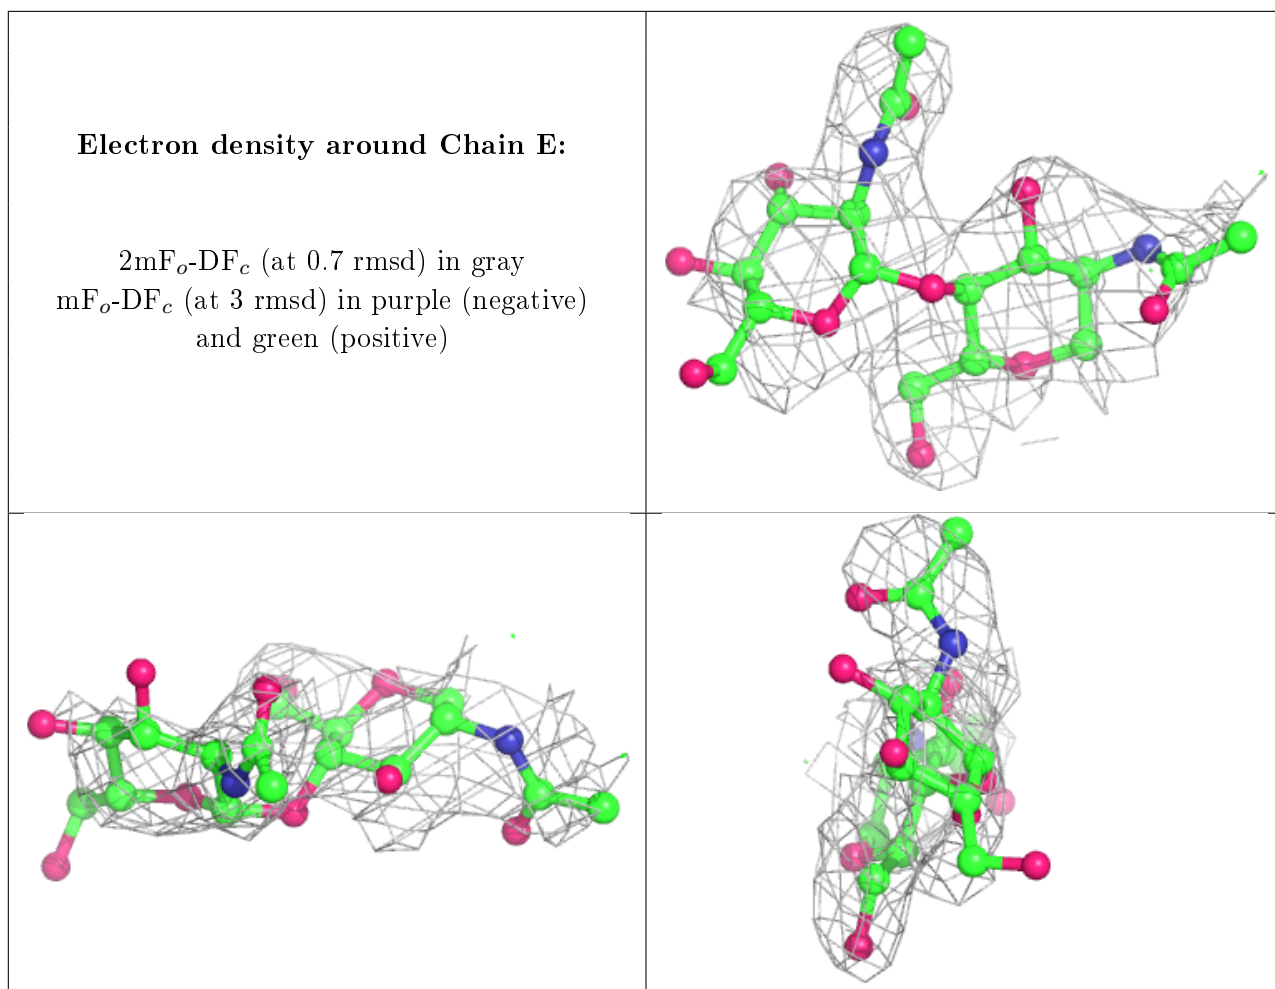 Electron density around Chain E:
2mFₒ-DF𝒸 (at 0.7 rmsd) in gray
mFₒ-DF𝒸 (at 3 rmsd) in purple (negative)
and green (positive)